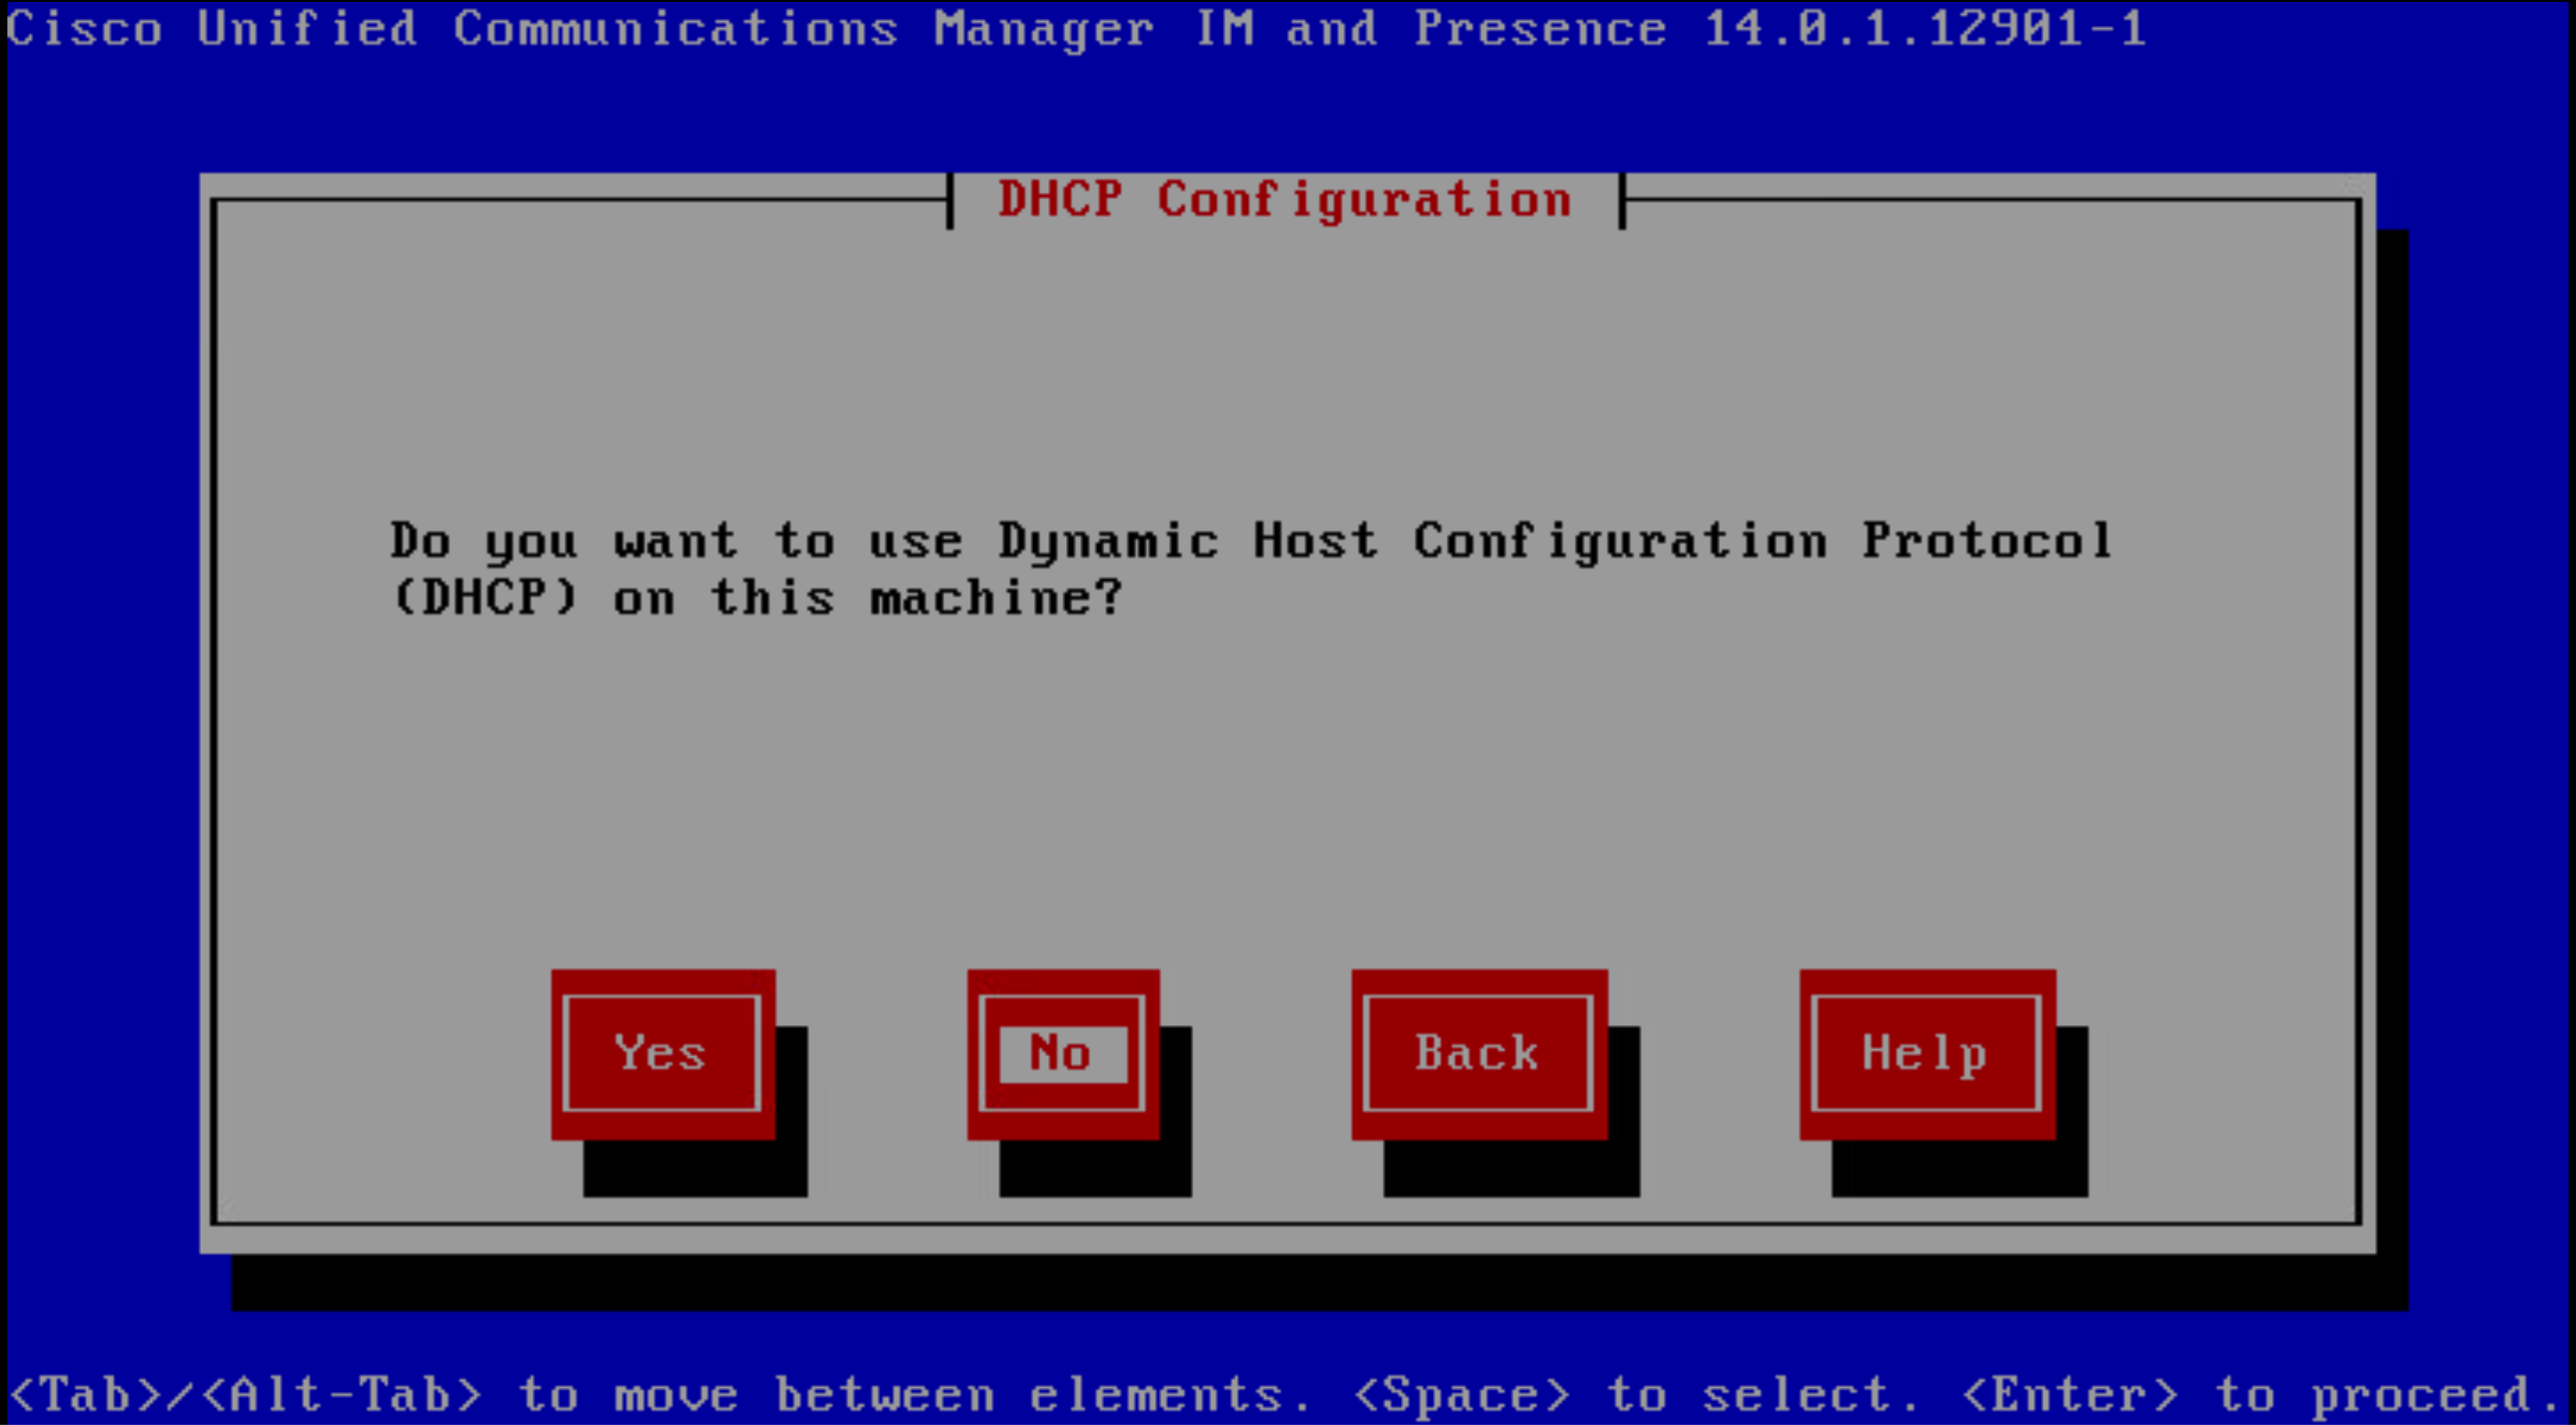 Cisco Unified Communications Manager IM and Presence 14.0.1.12901-1
DHCP Configuration
Do you want to use Dynamic Host Configuration Protocol
(DHCP) on this machine?
Yes
No
Back
Help
<Tab>/<Alt-Tab> to move between elements. <Space> to select. <Enter> to proceed.